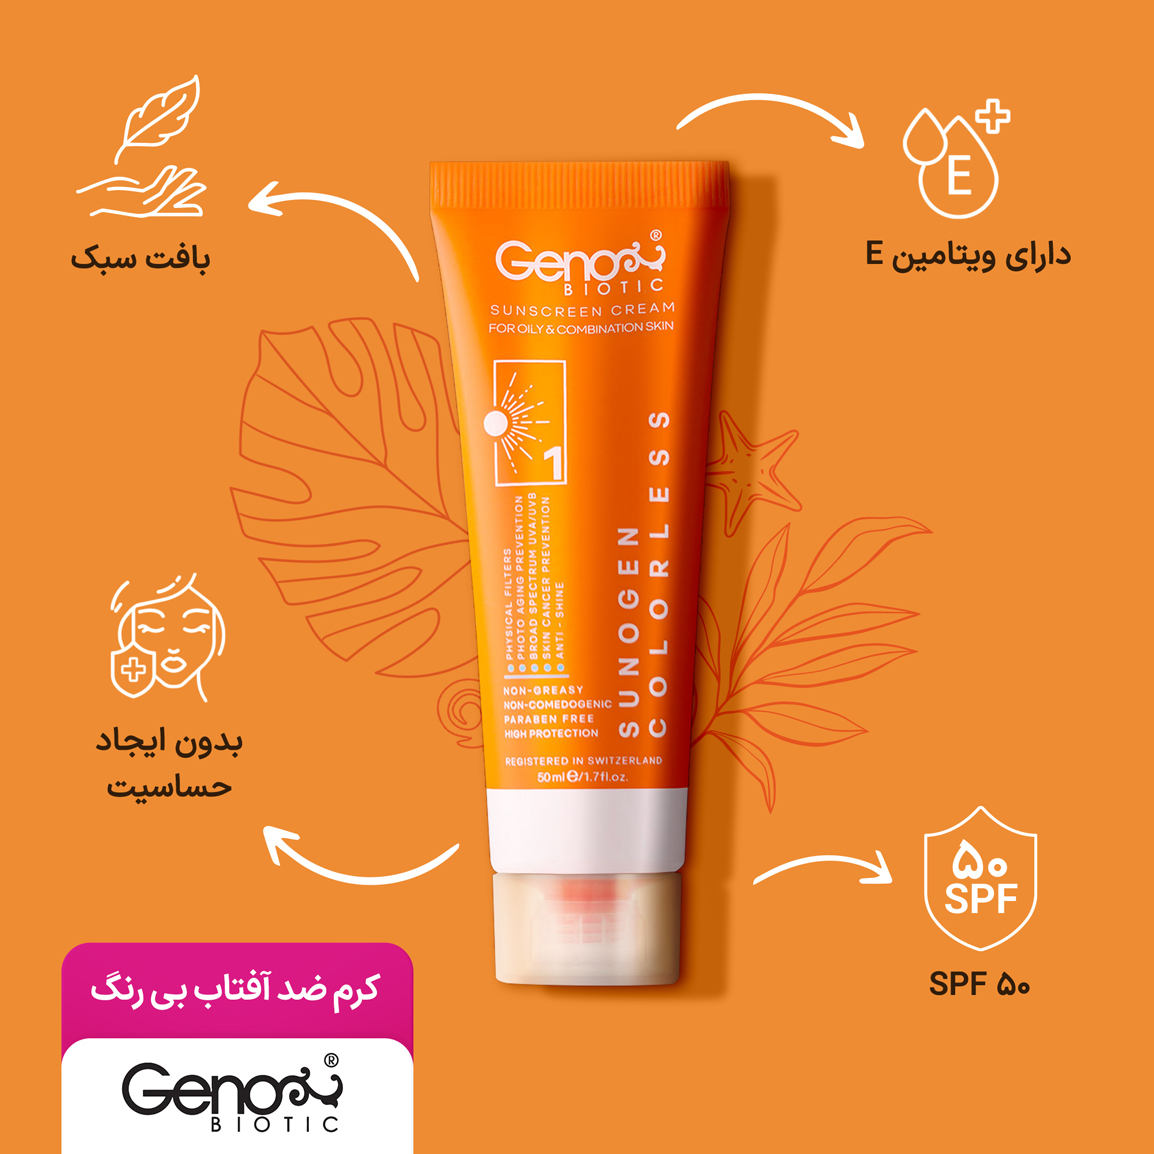 Geno
BIOTIC
®
SUNSCREEN CREAM
FOR OILY & COMBINATION SKIN
1
PHYSICAL FILTERS
PHOTO AGING PREVENTION
BROAD SPECTRUM UVA/UVB
SKIN CANCER PREVENTION
ANTI - SHINE
SUNOGEN
COLORLESS
NON-GREASY
NON-COMEDOGENIC
PARABEN FREE
HIGH PROTECTION
REGISTERED IN SWITZERLAND
50ml ℮/1.7fl.oz.
E
دارای ویتامین E
بافت سبک
بدون ایجاد
حساسیت
۵۰
SPF
SPF ۵۰
کرم ضد آفتاب بی رنگ
Geno
®
BIOTIC